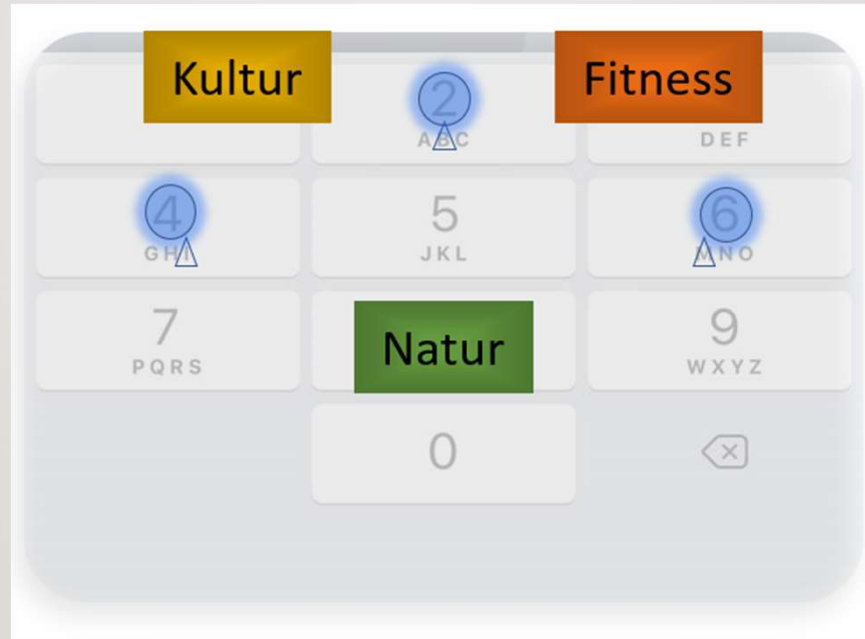 Kultur 2 Fitness
ABC DEF
4 5 6
GHI JKL MNO
7 Natur 9
PQRS WXYZ
0